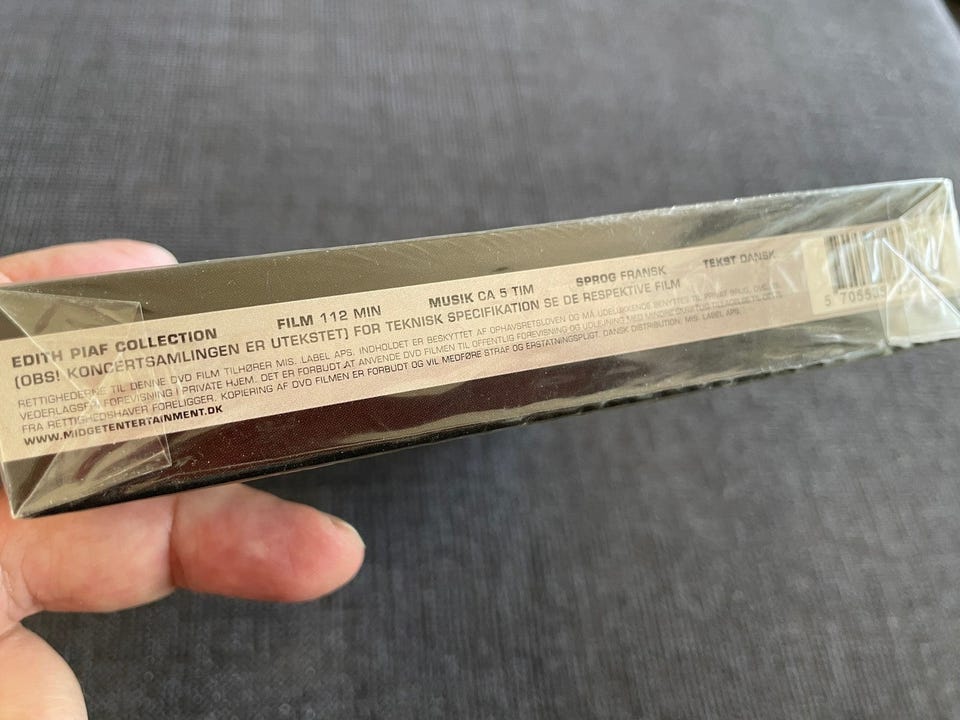 EDITH PIAF COLLECTION FILM 112 MIN MUSIK CA 5 TIM SPROG FRANSK TEKST DANSK
(OBS! KONCERTSAMLINGEN ER UTEKSTET) FOR TEKNISK SPECIFIKATION SE DE RESPEKTIVE FILM
RETTIGHEDERNE TIL DENNE DVD FILM TILHØRER MIS. LABEL APS. INDHOLDET ER BESKYTTET AF OPHAVSRETSLOVEN OG MÅ UDELUKKENDE BENYTTES TIL PRIVAT BRUG, DVS.
VEDERLAGSFRI FOREVISNING I PRIVATE HJEM. DET ER FORBUDT AT ANVENDE DVD FILMEN TIL OFFENTLIG FOREVISNING OG UDLEJNING MED MINDRE
FRA RETTIGHEDSHAVER FORELIGGER. KOPIERING AF DVD FILMEN ER FORBUDT OG VIL MEDFØRE STRAF OG ERSTATNINGSPLIGT. DANSK DISTRIBUTION: MIS. LABEL APS.
WWW.MIDGETENTERTAINMENT.DK
5 70553